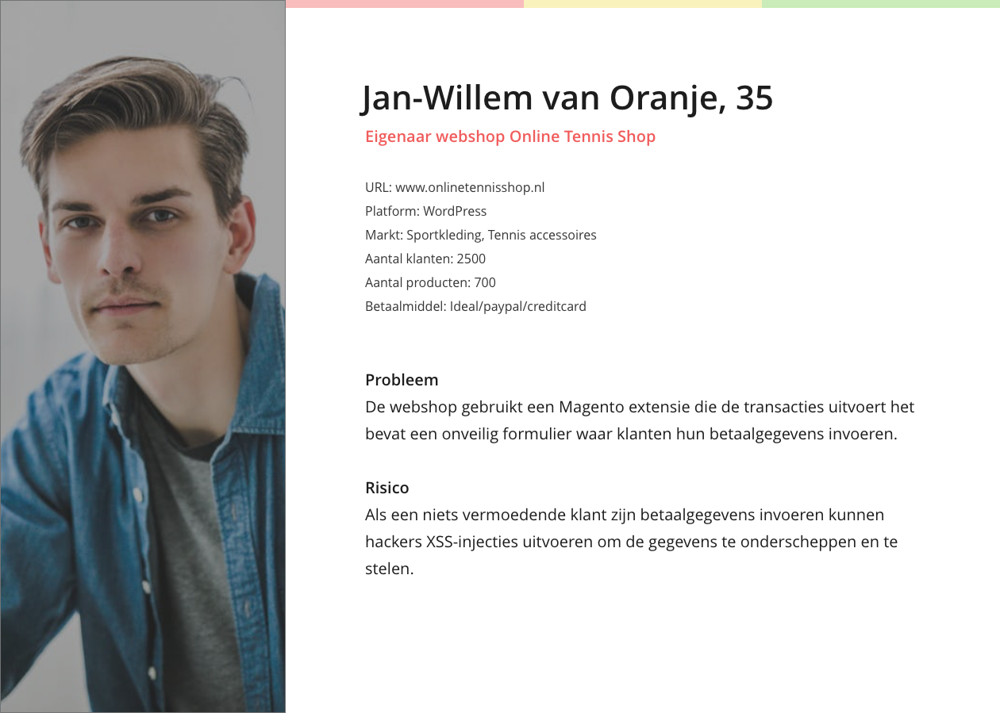 Jan-Willem van Oranje, 35
Eigenaar webshop Online Tennis Shop
URL: www.onlinetennisshop.nl
Platform: WordPress
Markt: Sportkleding, Tennis accessoires
Aantal klanten: 2500
Aantal producten: 700
Betaalmiddel: Ideal/paypal/creditcard
Probleem
De webshop gebruikt een Magento extensie die de transacties uitvoert het
bevat een onveilig formulier waar klanten hun betaalgegevens invoeren.
Risico
Als een niets vermoedende klant zijn betaalgegevens invoeren kunnen
hackers XSS-injecties uitvoeren om de gegevens te onderscheppen en te
stelen.